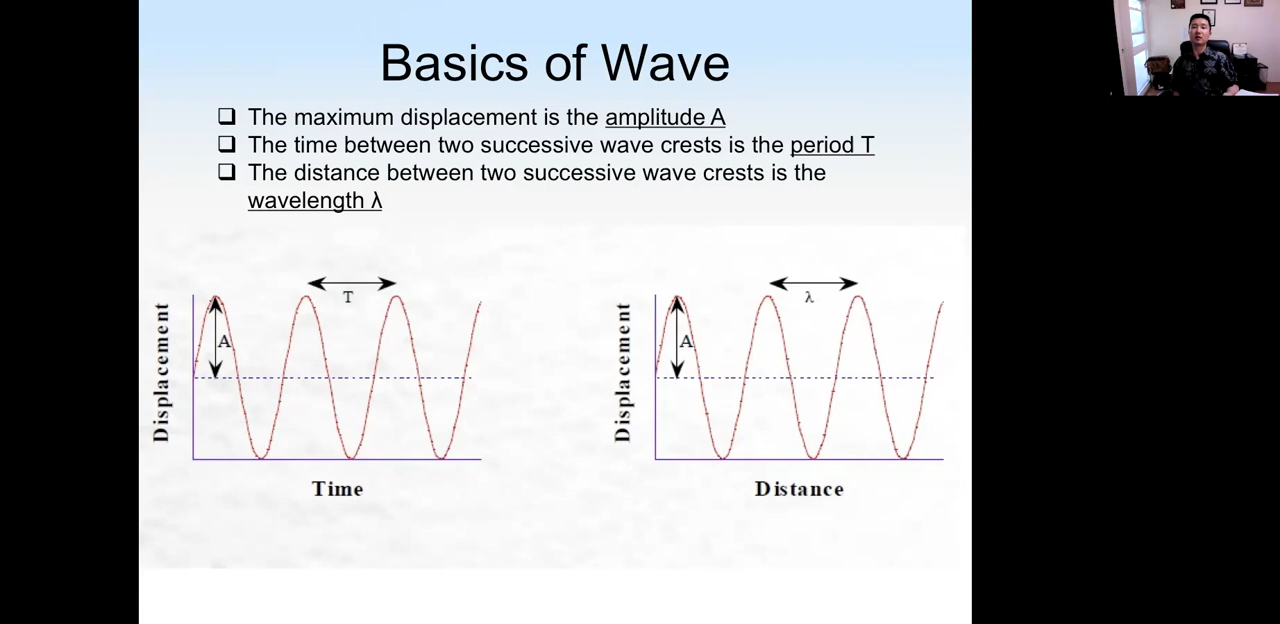 Basics of Wave
❑ The maximum displacement is the amplitude A
❑ The time between two successive wave crests is the period T
❑ The distance between two successive wave crests is the
wavelength λ
T
A
Displacement
Time
λ
A
Displacement
Distance